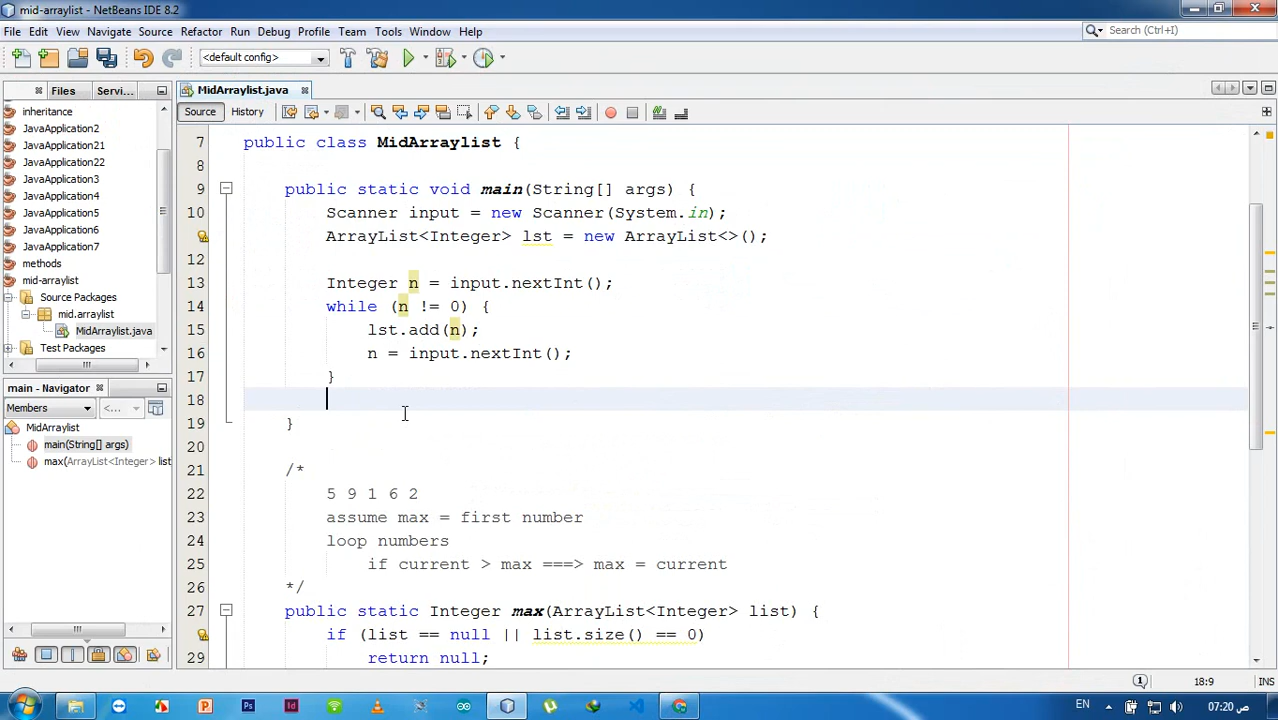 mid-arraylist - NetBeans IDE 8.2
File Edit View Navigate Source Refactor Run Debug Profile Team Tools Window Help
Search (Ctrl+I)
<default config>
Files Servi...
MidArraylist.java
Source History
inheritance
JavaApplication2
JavaApplication21
JavaApplication22
JavaApplication3
JavaApplication4
JavaApplication5
JavaApplication6
JavaApplication7
methods
mid-arraylist
Source Packages
mid.arraylist
MidArraylist.java
Test Packages
main - Navigator
Members <...
MidArraylist
main(String[] args)
max(ArrayList<Integer> list
7 public class MidArraylist {
8
9 public static void main(String[] args) {
10 Scanner input = new Scanner(System.in);
ArrayList<Integer> lst = new ArrayList<>();
12
13 Integer n = input.nextInt();
14 while (n != 0) {
15 lst.add(n);
16 n = input.nextInt();
17 }
18
19 }
20
21 /*
22 5 9 1 6 2
23 assume max = first number
24 loop numbers
25 if current > max ===> max = current
26 */
27 public static Integer max(ArrayList<Integer> list) {
if (list == null || list.size() == 0)
29 return null;
18:9 INS
EN 07:20 ص